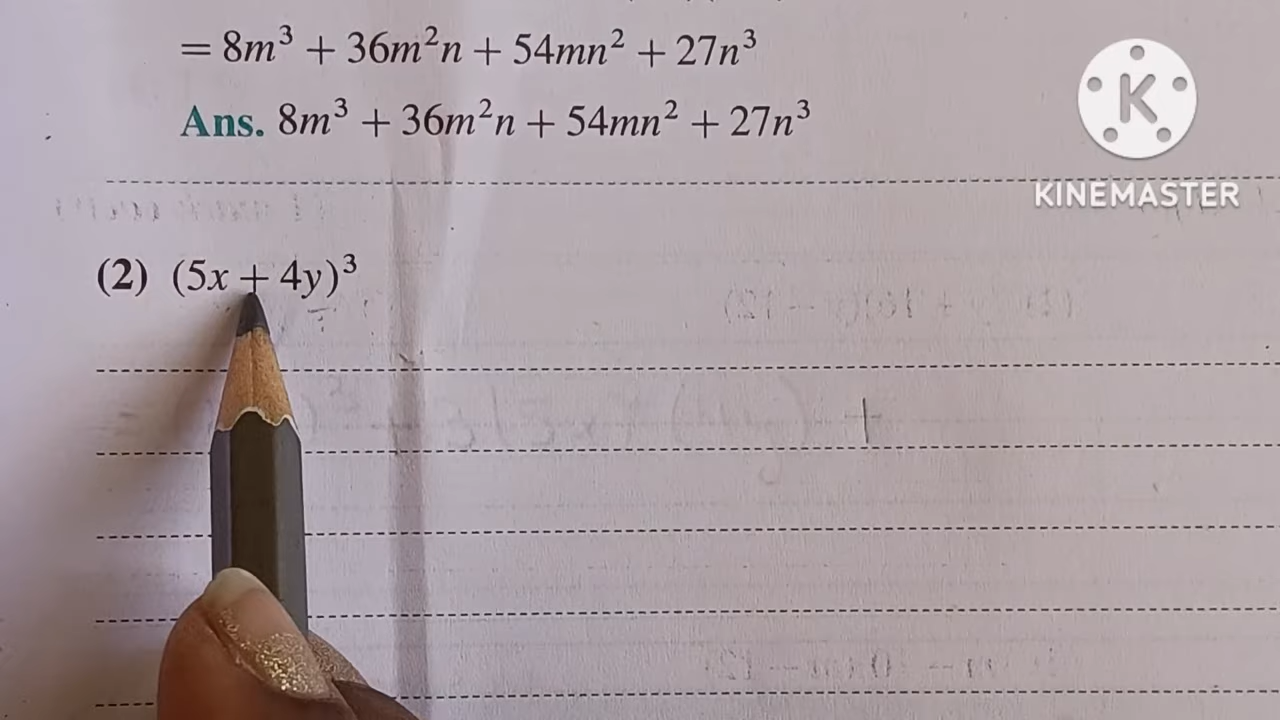 = 8m³ + 36m²n + 54mn² + 27n³
Ans. 8m³ + 36m²n + 54mn² + 27n³
K
KINEMASTER
(2) (5x + 4y)³